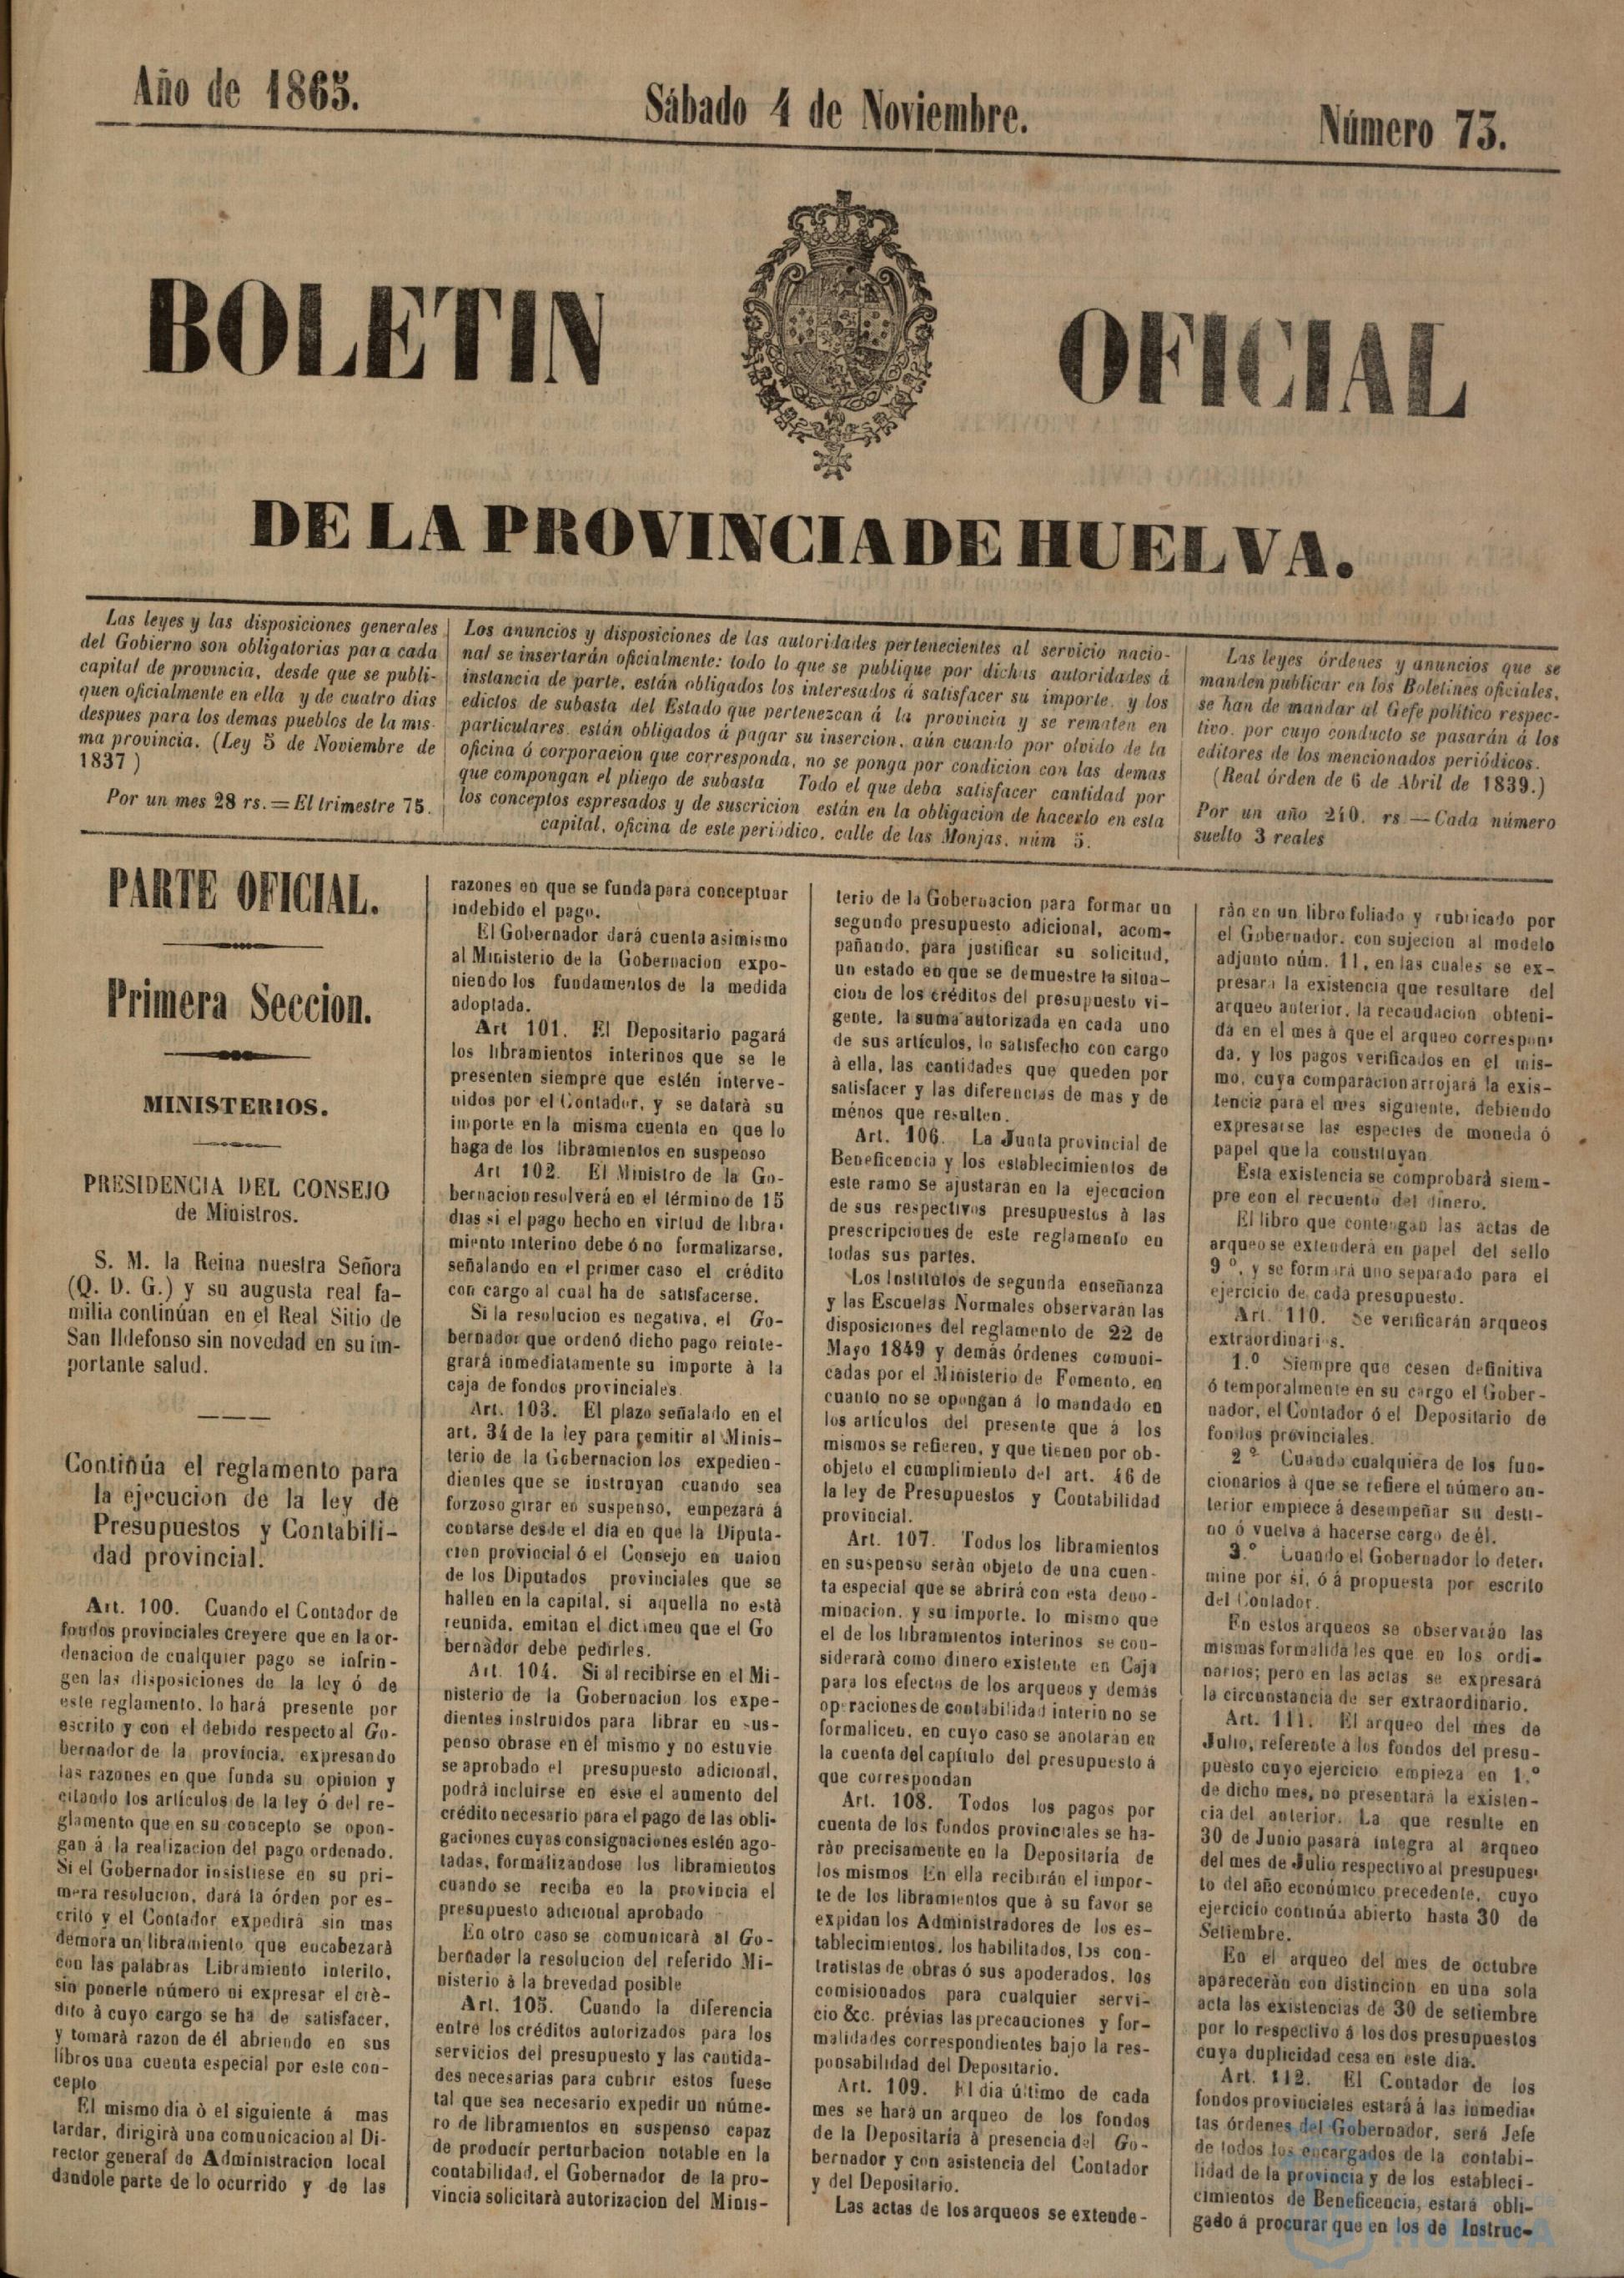 Año de 1865.
Sábado 4 de Noviembre.
Número 73.
BOLETIN OFICIAL
DE LA PROVINCIA DE HUELVA.
Las leyes y las disposiciones generales
del Gobierno son obligatorias para cada
capital de provincia, desde que se publi-
quen oficialmente en ella y de cuatro dias
despues para los demas pueblos de la mis-
ma provincia. (Ley 5 de Noviembre de
1837 )
Por un mes 28 rs.=El trimestre 75.
Los anuncios y disposiciones de las autoridades pertenecientes al servicio nacio-
nal se insertarán oficialmente: todo lo que se publique por dichas autoridades á
instancia de parte, están obligados los interesados á satisfacer su importe, y los
edictos de subasta del Estado que pertenezcan á la provincia y se rematen en
particulares, están obligados á pagar su insercion, aún cuando por olvido de la
oficina ó corporacion que corresponda, no se ponga por condicion con las demas
que compongan el pliego de subasta Todo el que deba satisfacer cantidad por
los conceptos espresados y de suscricion, están en la obligacion de hacerlo en esta
capital, oficina de este periódico, calle de las Monjas, núm 5.
Las leyes órdenes y anuncios que se
manden publicar en los Boletines oficiales,
se han de mandar al Gefe político respec-
tivo, por cuyo conducto se pasarán á los
editores de los mencionados periódicos.
(Real órden de 6 de Abril de 1839.)
Por un año 240. rs.—Cada número
suelto 3 reales
PARTE OFICIAL.
Primera Seccion.
MINISTERIOS.
PRESIDENCIA DEL CONSEJO
de Ministros.
S. M. la Reina nuestra Señora
(Q. D. G.) y su augusta real fa-
milia continúan en el Real Sitio de
San Ildefonso sin novedad en su im-
portante salud.
Continúa el reglamento para
la ejecucion de la ley de
Presupuestos y Contabili-
dad provincial.
Art. 100. Cuando el Contador de
fondos provinciales creyere que en la or-
denacion de cualquier pago se infrin-
gen las disposiciones de la ley ó de
este reglamento, lo hará presente por
escrito y con el debido respecto al Go-
bernador de la provincia, expresando
las razones en que funda su opinion y
citando los artículos de la ley ó del re-
glamento que en su concepto se opon-
gan á la realizacion del pago ordenado.
Si el Gobernador insistiese en su pri-
mera resolucion, dará la órden por es-
crito y el Contador expedirá sin mas
demora un libramiento que encabezará
con las palabras Libramiento interito,
sin ponerle número ni expresar el crè-
dito à cuyo cargo se ha de satisfacer,
y tomarà razon de èl abriendo en sus
libros una cuenta especial por este con-
cepto
El mismo dia ò el siguiente á mas
tardar, dirigirà una comunicacion al Di-
rector general de Administracion local
dándole parte de lo ocurrido y de las
razones en que se funda para conceptuar
indebido el pago.
El Gobernador dará cuenta asimismo
al Ministerio de la Gobernacion expo-
niendo los fundamentos de la medida
adoptada.
Art 101. El Depositario pagará
los libramientos interinos que se le
presenten siempre que estén interve-
nidos por el Contador, y se datarà su
importe en la misma cuenta en que lo
haga de los libramientos en suspenso
Art 102. El Ministro de la Go-
bernacion resolverá en el término de 15
dias si el pago hecho en virtud de libra-
miento interino debe ó no formalizarse,
señalando en el primer caso el crédito
con cargo al cual ha de satisfacerse.
Si la resolucion es negativa, el Go-
bernador que ordenó dicho pago reinte-
grará inmediatamente su importe à la
caja de fondos provinciales.
Art. 103. El plazo señalado en el
art. 34 de la ley para remitir al Minis-
terio de la Gobernacion los expedien-
dientes que se instruyan cuando sea
forzoso girar en suspenso, empezará á
contarse desde el dia en que la Diputa-
cion provincial ó el Consejo en union
de los Diputados provinciales que se
hallen en la capital, si aquella no està
reunida, emitan el dictamen que el Go
bernador debe pedirles.
Art. 104. Si al recibirse en el Mi-
nisterio de la Gobernacion los expe-
dientes instruidos para librar en sus-
penso obrase en el mismo y no estuvie
se aprobado el presupuesto adicional,
podrá incluirse en éste el aumento del
crédito necesario para el pago de las obli-
gaciones cuyas consignaciones estén ago-
tadas, formalizandose los libramientos
cuando se reciba en la provincia el
presupuesto adicional aprobado
En otro caso se comunicará al Go-
bernador la resolucion del referido Mi-
nisterio à la brevedad posible
Art. 105. Cuando la diferencia
entre los créditos autorizados para los
servicios del presupuesto y las cantida-
des necesarias para cubrir estos fuese
tal que sea necesario expedir un núme-
ro de libramientos en suspenso capaz
de producir perturbacion notable en la
contabilidad, el Gobernador de la pro-
vincia solicitarà autorizacion del Minis-
terio de la Gobernacion para formar un
segundo presupuesto adicional, acom-
pañando, para justificar su solicitud,
un estado en que se demuestre la situa-
cion de los créditos del presupuesto vi-
gente, la suma autorizada en cada uno
de sus artículos, lo satisfecho con cargo
à ella, las cantidades que queden por
satisfacer y las diferencias de mas y de
ménos que resulten.
Art. 106. La Junta provincial de
Beneficencia y los establecimientos de
este ramo se ajustarán en la ejecucion
de sus respectivos presupuestos à las
prescripciones de este reglamento en
todas sus partes.
Los Institutos de segunda enseñanza
y las Escuelas Normales observarán las
disposiciones del reglamento de 22 de
Mayo 1849 y demás órdenes comuni-
cadas por el Ministerio de Fomento, en
cuanto no se opongan á lo mandado en
los artículos del presente que á los
mismos se refieren, y que tienen por ob-
objeto el cumplimiento del art. 46 de
la ley de Presupuestos y Contabilidad
provincial.
Art. 107. Todos los libramientos
en suspenso serán objeto de una cuen-
ta especial que se abrirá con esta deno-
minacion, y su importe, lo mismo que
el de los libramientos interinos se con-
siderará como dinero existente en Caja
para los efectos de los arqueos y demás
operaciones de contabilidad interin no se
formalicen, en cuyo caso se anotarán en
la cuenta del capítulo del presupuesto á
que correspondan
Art. 108. Todos los pagos por
cuenta de los fondos provinciales se ha-
ràn precisamente en la Depositaría de
los mismos En ella recibirán el impor-
te de los libramientos que à su favor se
expidan los Administradores de los es-
tablecimientos, los habilitados, los con-
tratistas de obras ó sus apoderados, los
comisionados para cualquier servi-
cio &c. prévias las precauciones y for-
malidades correspondientes bajo la res-
ponsabilidad del Depositario.
Art. 109. El dia último de cada
mes se hará un arqueo de los fondos
de la Depositaría à presencia del Go-
bernador y con asistencia del Contador
y del Depositario.
Las actas de los arqueos se extende-
rán en un libro foliado y rubricado por
el Gobernador, con sujecion al modelo
adjunto núm. 11, en las cuales se ex-
presará la existencia que resultare del
arqueo anterior, la recaudacion obteni-
da en el mes à que el arqueo correspon-
da, y los pagos verificados en el mis-
mo, cuya comparacion arrojará la exis-
tencia para el mes siguiente, debiendo
expresarse las especies de moneda ó
papel que la constituyan
Esta existencia se comprobará siem-
pre con el recuento del dinero.
El libro que contengan las actas de
arqueo se extenderá en papel del sello
9 º, y se formará uno separado para el
ejercicio de cada presupuesto.
Art. 110. Se verificarán arqueos
extraordinarios.
1.º Siempre que cesen definitiva
ó temporalmente en su cargo el Gober-
nador, el Contador ó el Depositario de
fondos provinciales.
2 º Cuando cualquiera de los fun-
cionarios à que se refiere el número an-
terior empiece à desempeñar su desti-
no ó vuelva á hacerse cargo de él.
3.º Cuando el Gobernador lo deter-
mine por si, ó á propuesta por escrito
del Contador.
En estos arqueos se observarán las
mismas formalidades que en los ordi-
narios; pero en las actas se expresará
la circunstancia de ser extraordinario.
Art. 111. El arqueo del mes de
Julio, referente à los fondos del presu-
puesto cuyo ejercicio empieza en 1.º
de dicho mes, no presentará la existen-
cia del anterior. La que resulte en
30 de Junio pasará íntegra al arqueo
del mes de Julio respectivo al presupues-
to del año económico precedente, cuyo
ejercicio continúa abierto hasta 30 de
Setiembre.
En el arqueo del mes de octubre
aparecerán con distincion en una sola
acta las existencias de 30 de setiembre
por lo respectivo á los dos presupuestos
cuya duplicidad cesa en este dia.
Art. 112. El Contador de los
fondos provinciales estará á las inmedia-
tas órdenes del Gobernador, será Jefe
de todos los encargados de la contabi-
lidad de la provincia y de los estableci-
cimientos de Beneficencia, estará obli-
gado á procurar que en los de Instruc-
HUELVA